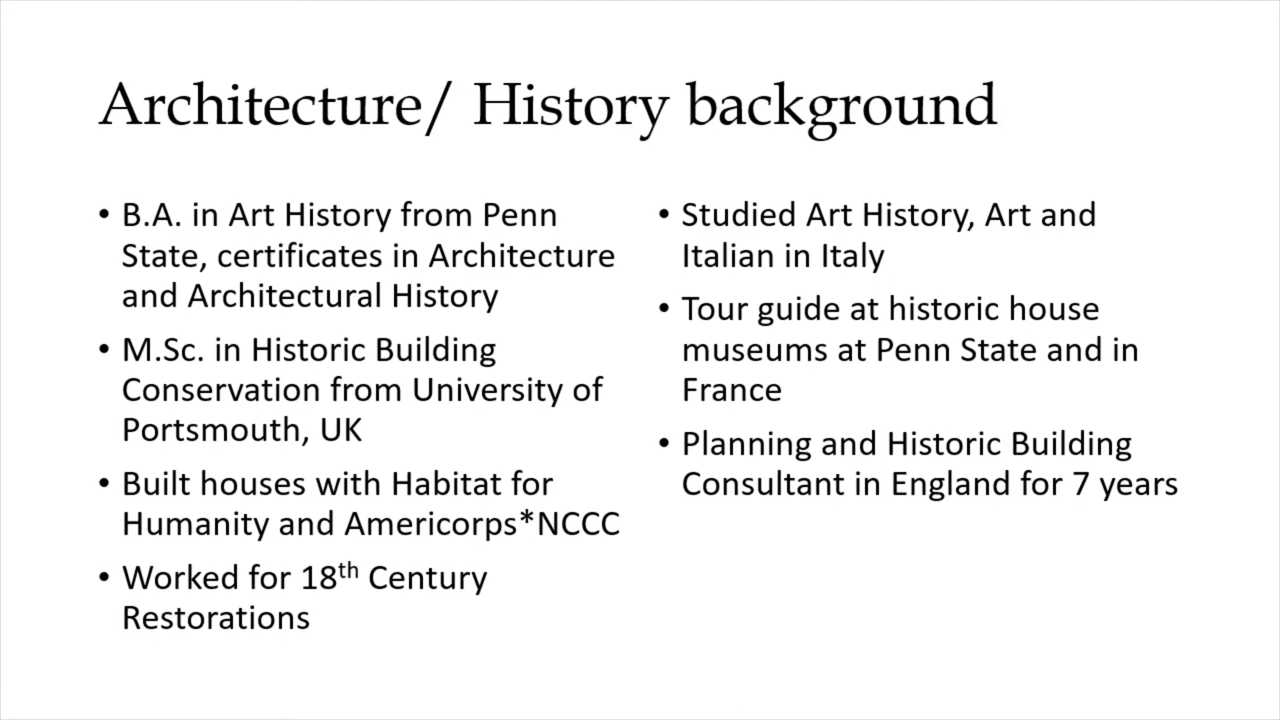 Architecture/ History background
• B.A. in Art History from Penn
State, certificates in Architecture
and Architectural History
• M.Sc. in Historic Building
Conservation from University of
Portsmouth, UK
• Built houses with Habitat for
Humanity and Americorps*NCCC
• Worked for 18th Century
Restorations
• Studied Art History, Art and
Italian in Italy
• Tour guide at historic house
museums at Penn State and in
France
• Planning and Historic Building
Consultant in England for 7 years